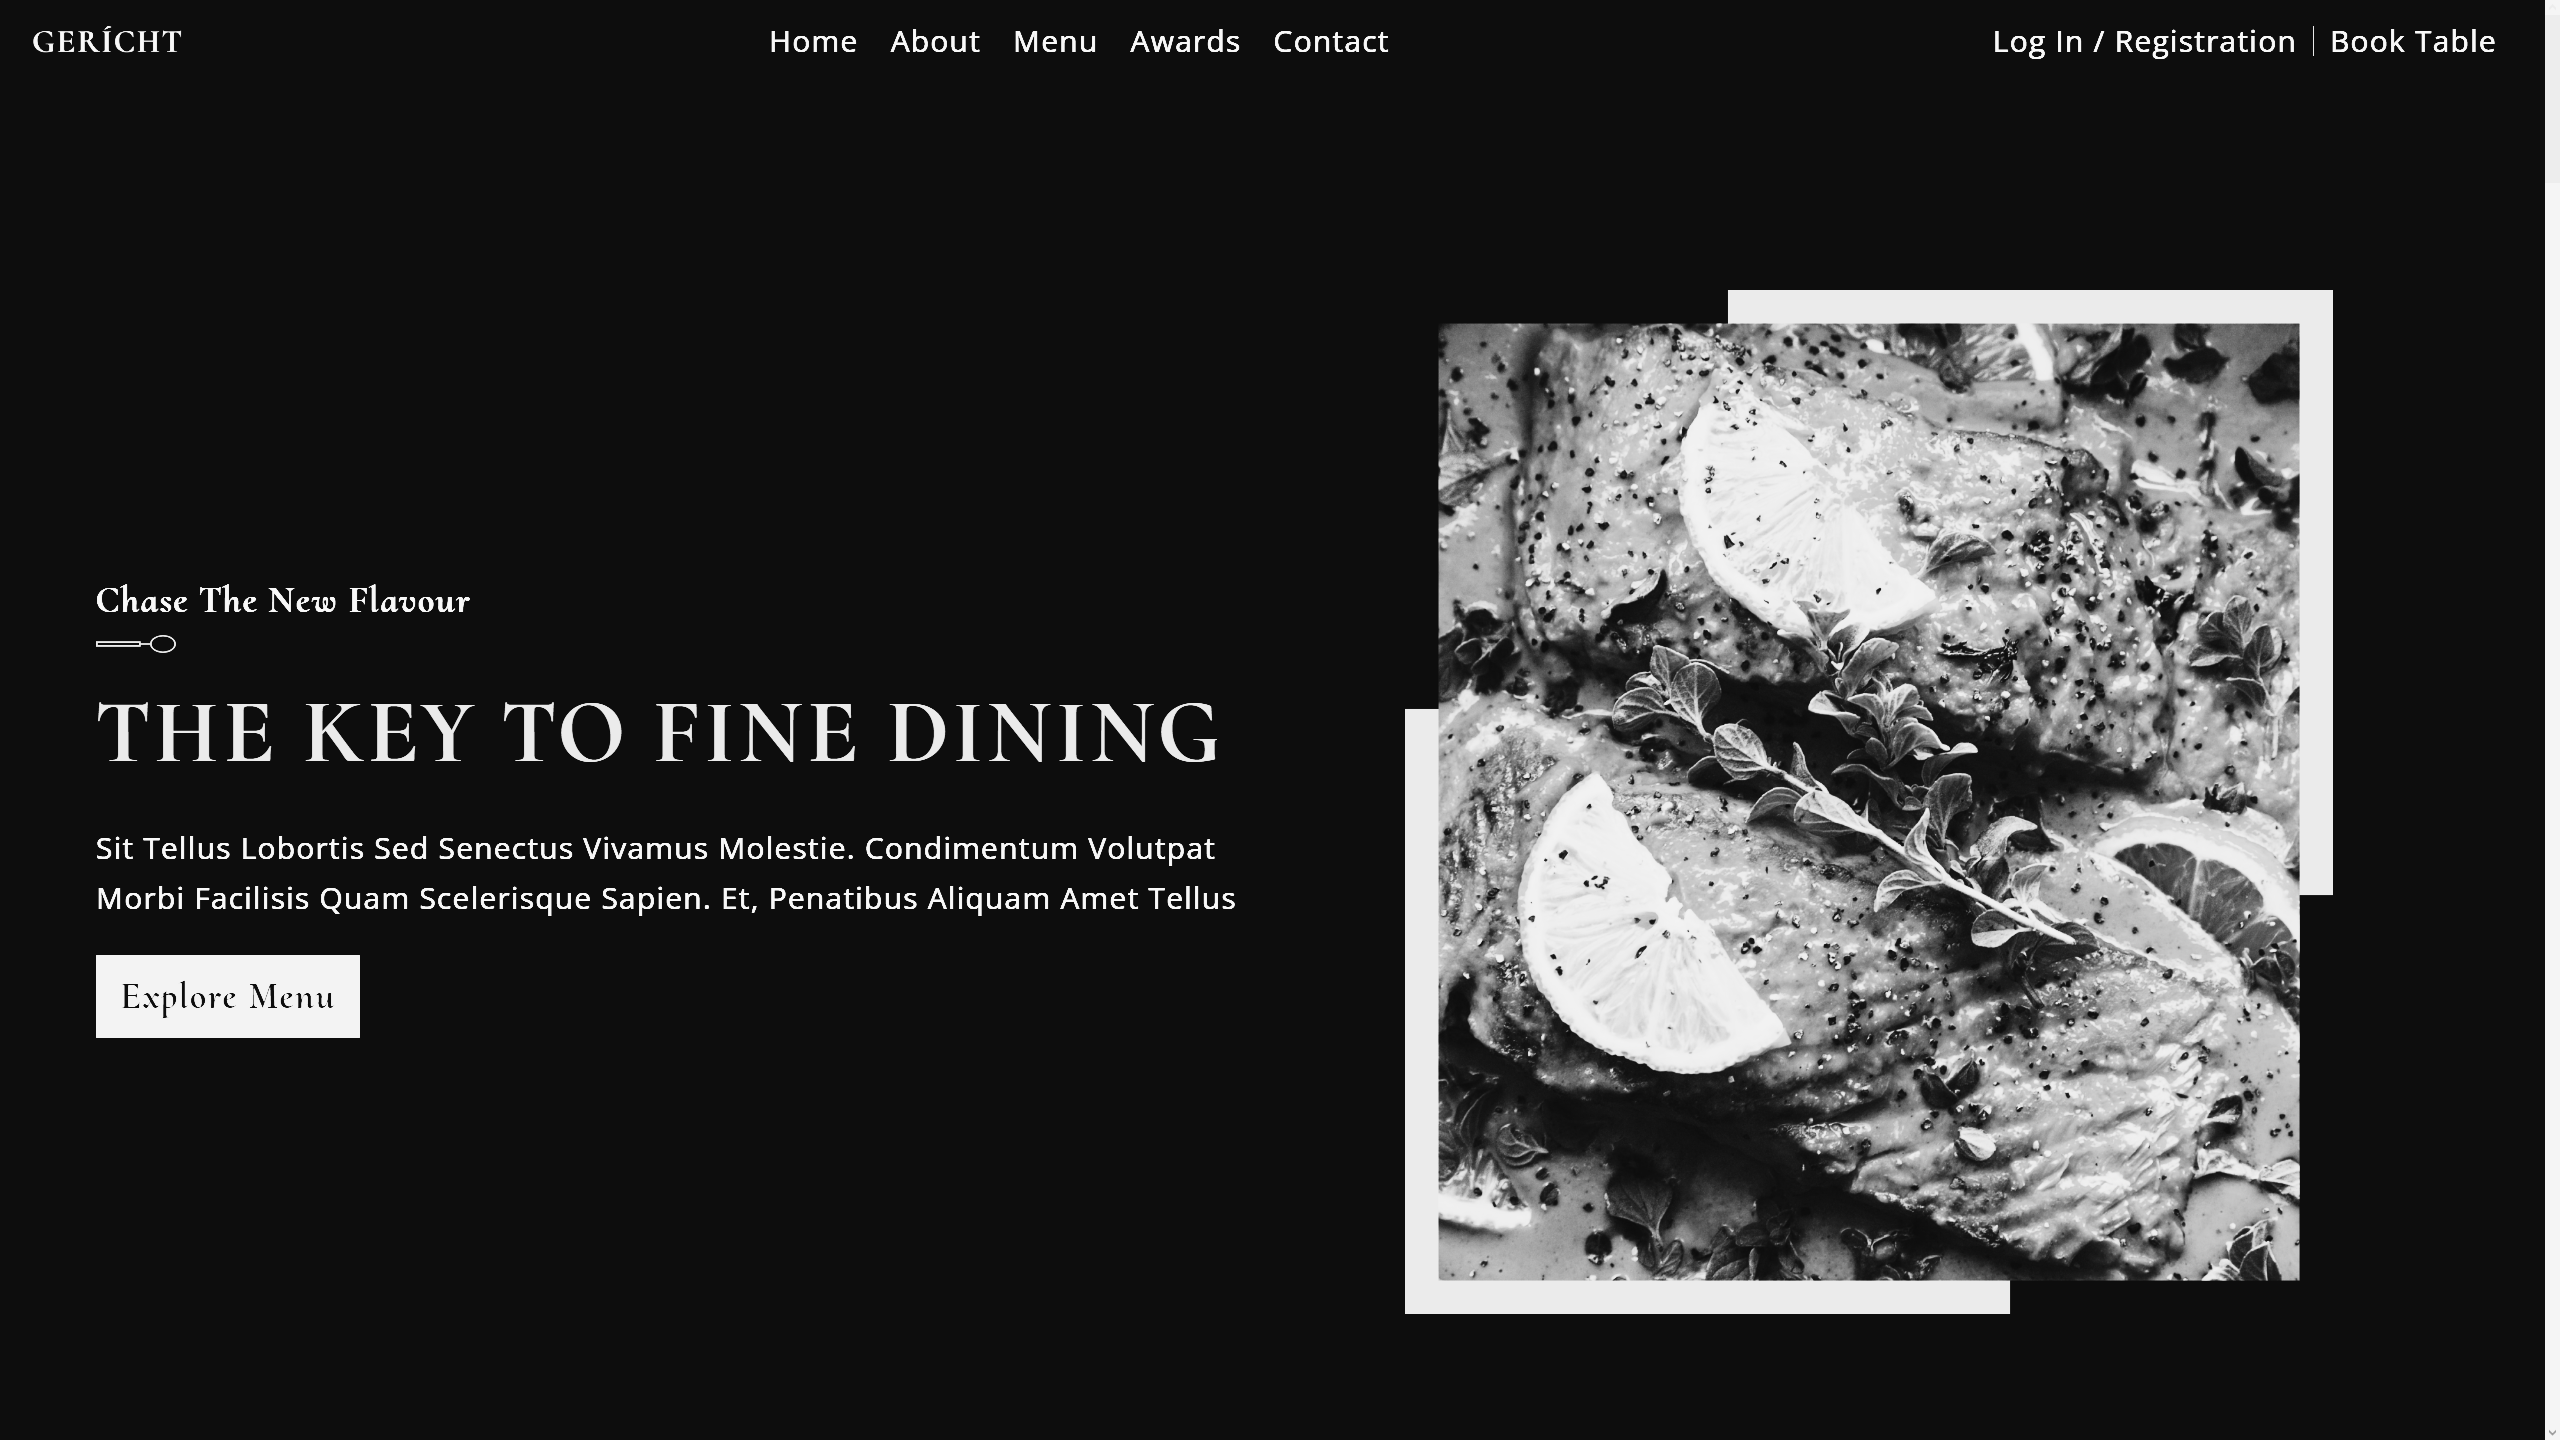 GERÍCHT
Home About Menu Awards Contact
Log In / Registration Book Table
Chase The New Flavour
THE KEY TO FINE DINING
Sit Tellus Lobortis Sed Senectus Vivamus Molestie. Condimentum Volutpat
Morbi Facilisis Quam Scelerisque Sapien. Et, Penatibus Aliquam Amet Tellus
Explore Menu